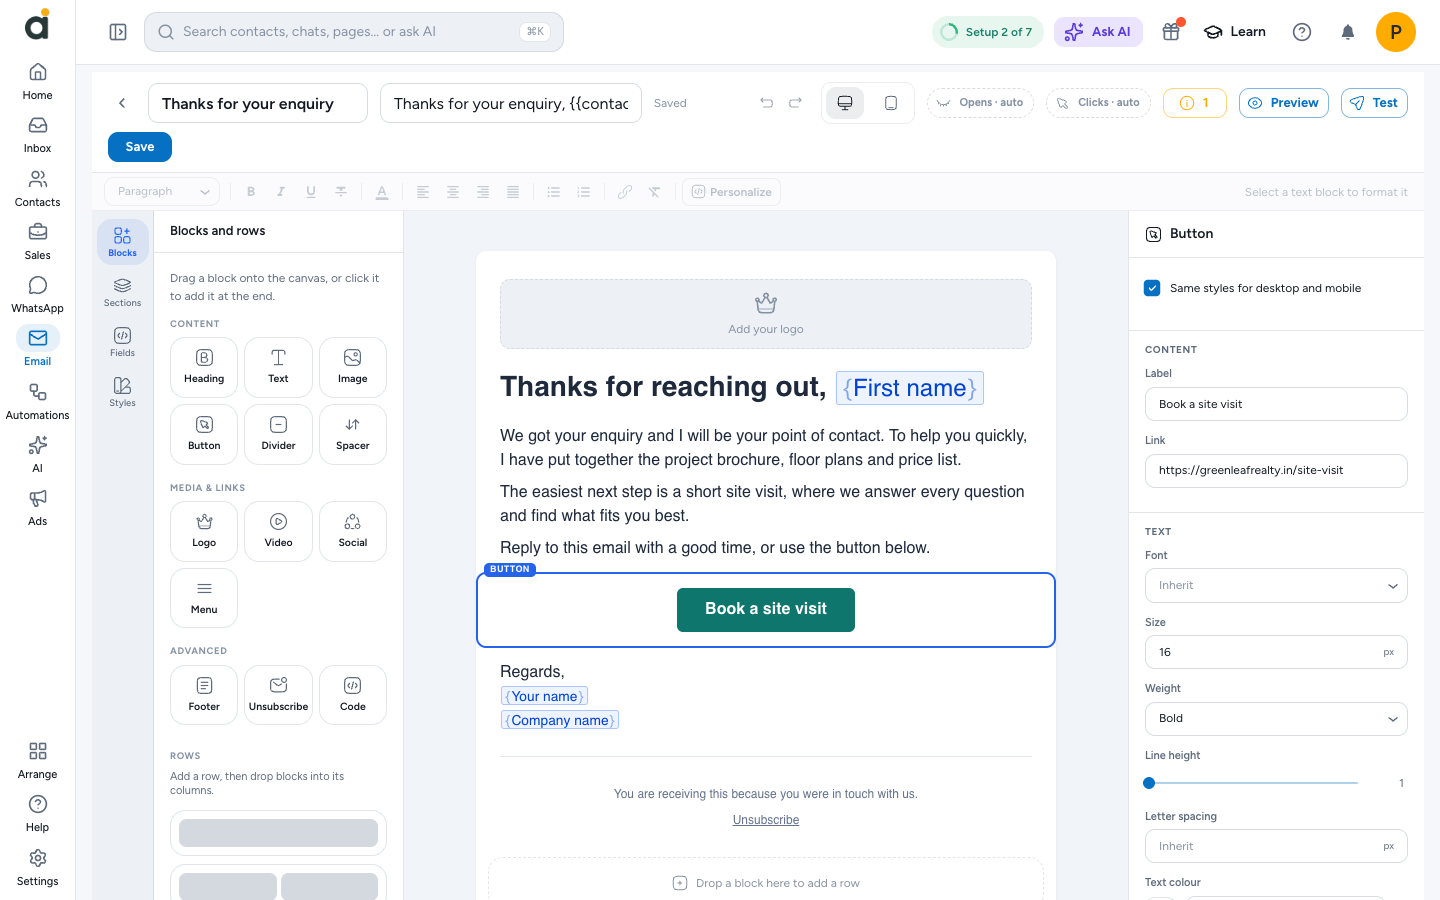 Search contacts, chats, pages... or ask AI
⌘K
Setup 2 of 7
Ask AI
Learn
P
Home
Inbox
Contacts
Sales
WhatsApp
Email
Automations
AI
Ads
Arrange
Help
Settings
Thanks for your enquiry
Thanks for your enquiry, {{contac
Saved
Opens · auto
Clicks · auto
1
Preview
Test
Save
Paragraph
B I U S A
Personalize
Select a text block to format it
Blocks
Sections
Fields
Styles
Blocks and rows
Drag a block onto the canvas, or click it
to add it at the end.
CONTENT
Heading
Text
Image
Button
Divider
Spacer
MEDIA & LINKS
Logo
Video
Social
Menu
ADVANCED
Footer
Unsubscribe
Code
ROWS
Add a row, then drop blocks into its
columns.
Add your logo
Thanks for reaching out, {First name}
We got your enquiry and I will be your point of contact. To help you quickly,
I have put together the project brochure, floor plans and price list.
The easiest next step is a short site visit, where we answer every question
and find what fits you best.
Reply to this email with a good time, or use the button below.
BUTTON
Book a site visit
Regards,
{Your name}
{Company name}
You are receiving this because you were in touch with us.
Unsubscribe
Drop a block here to add a row
Button
Same styles for desktop and mobile
CONTENT
Label
Book a site visit
Link
https://greenleafrealty.in/site-visit
TEXT
Font
Inherit
Size
16 px
Weight
Bold
Line height
1
Letter spacing
Inherit px
Text colour